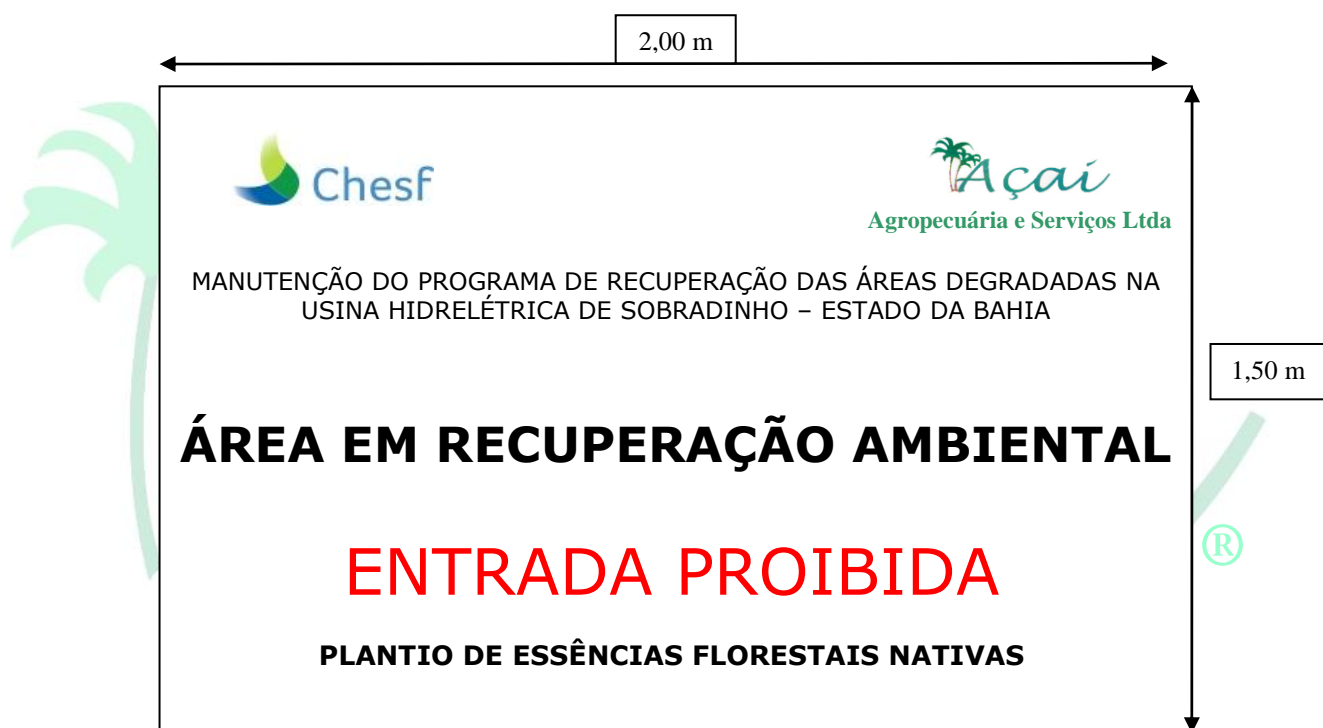 2,00 m
Chesf
Açaí
Agropecuária e Serviços Ltda
MANUTENÇÃO DO PROGRAMA DE RECUPERAÇÃO DAS ÁREAS DEGRADADAS NA
USINA HIDRELÉTRICA DE SOBRADINHO – ESTADO DA BAHIA
1,50 m
ÁREA EM RECUPERAÇÃO AMBIENTAL
ENTRADA PROIBIDA
®
PLANTIO DE ESSÊNCIAS FLORESTAIS NATIVAS